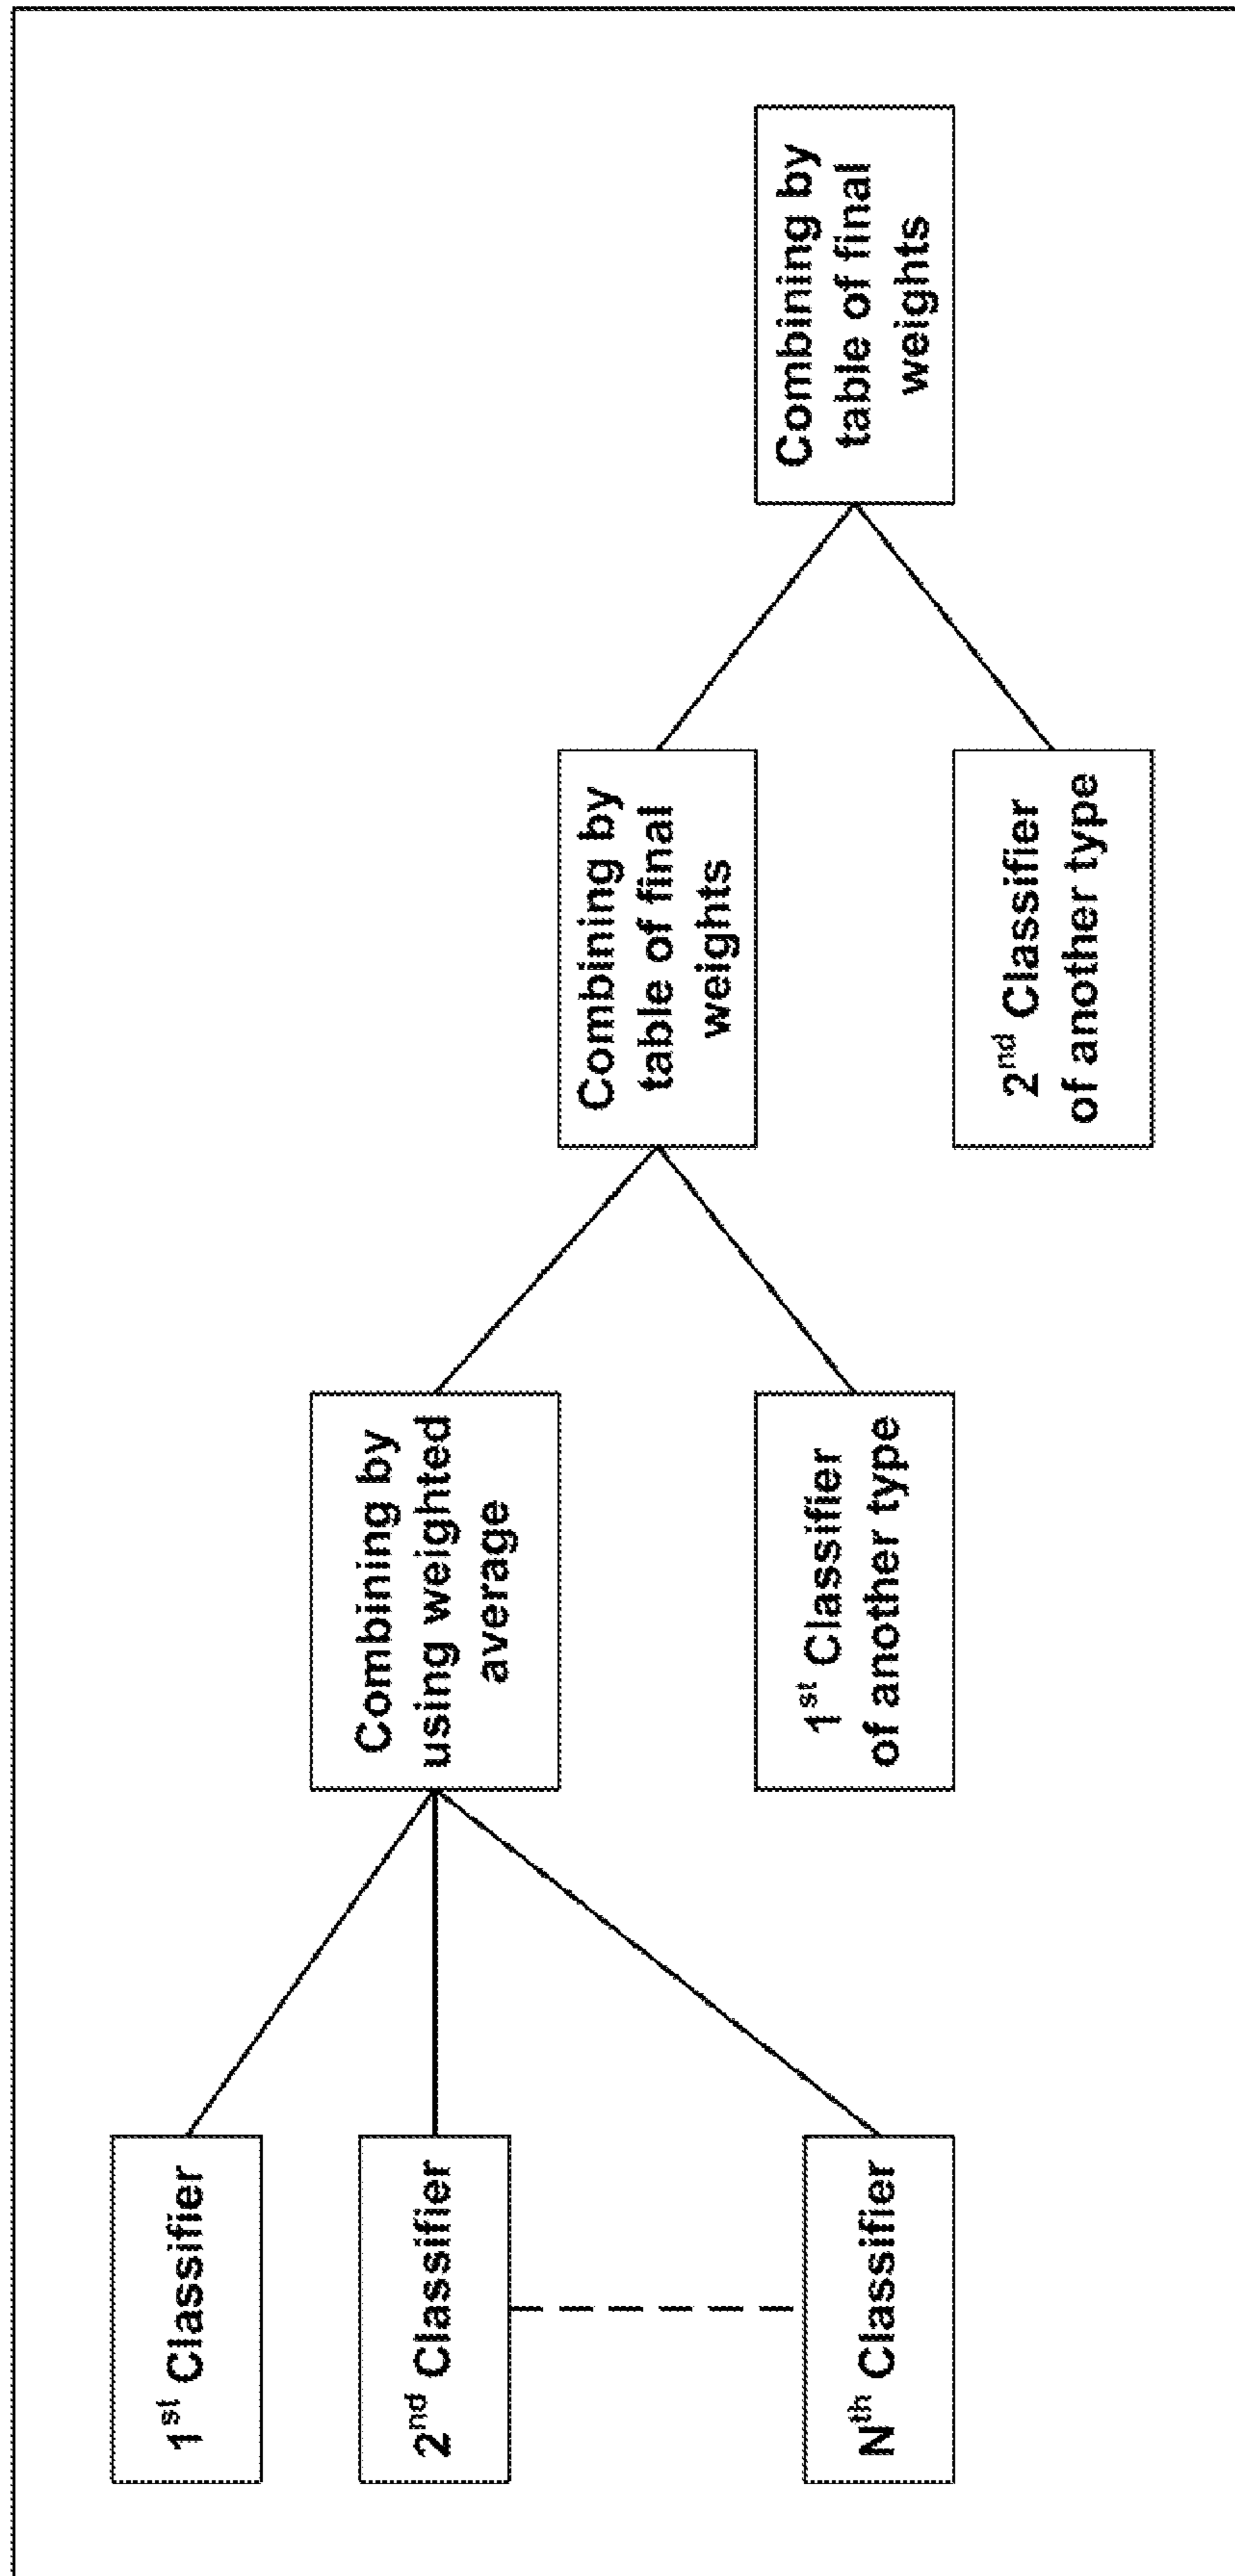 1st Classifier
2nd Classifier
Nth Classifier
Combining by
using weighted
average
1st Classifier
of another type
Combining by
table of final
weights
2nd Classifier
of another type
Combining by
table of final
weights